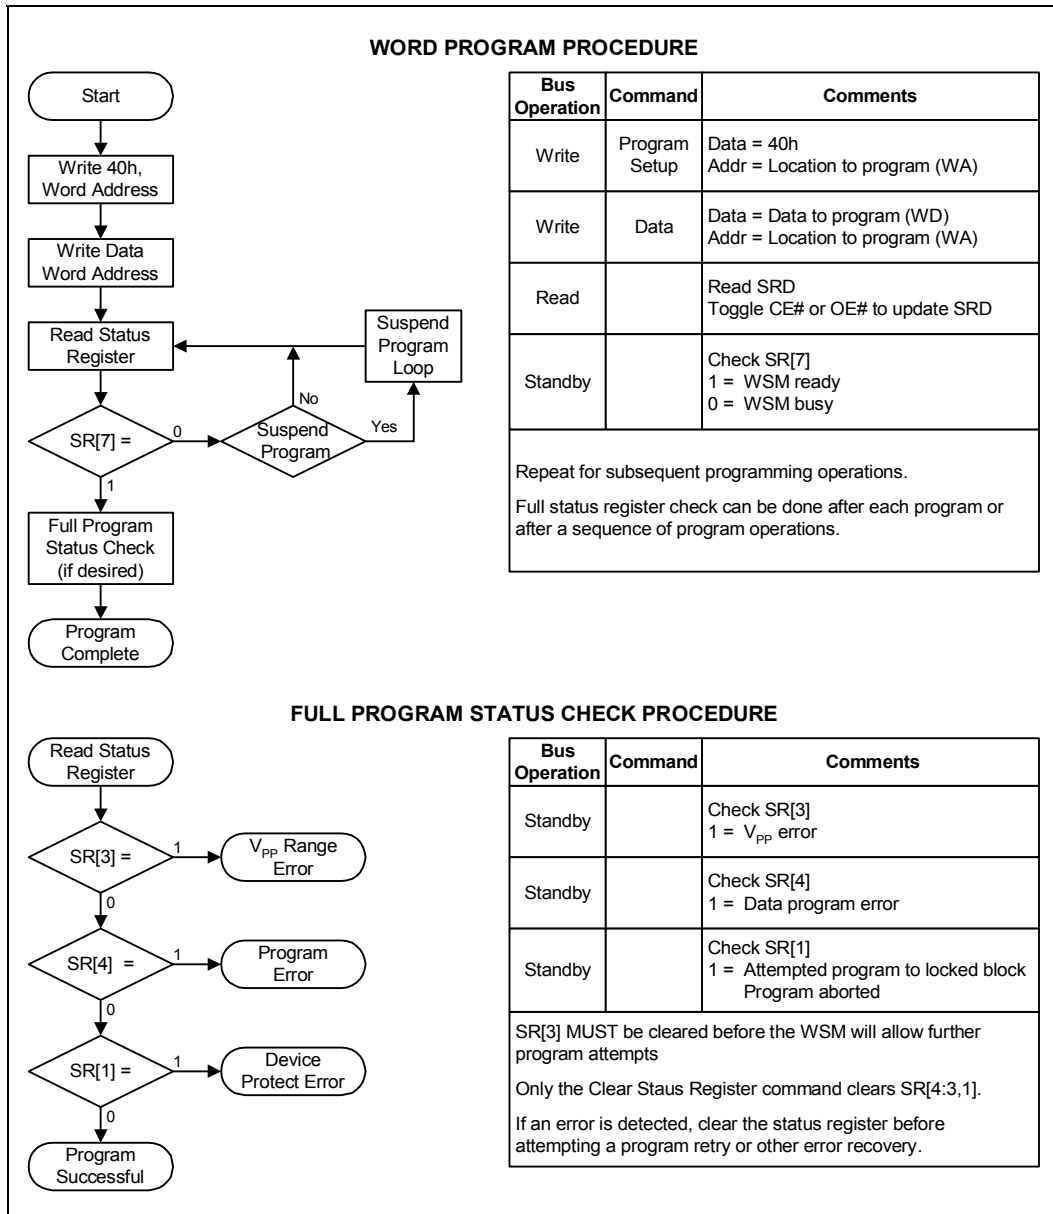 WORD PROGRAM PROCEDURE
Start
Write 40h,
Word Address
Write Data
Word Address
Read Status
Register
Suspend
Program
Loop
No
SR[7] =
0
Suspend
Program
Yes
1
Full Program
Status Check
(if desired)
Program
Complete
Bus
Operation
Command
Comments
Write
Program
Setup
Data = 40h
Addr = Location to program (WA)
Write
Data
Data = Data to program (WD)
Addr = Location to program (WA)
Read
Read SRD
Toggle CE# or OE# to update SRD
Standby
Check SR[7]
1 = WSM ready
0 = WSM busy
Repeat for subsequent programming operations.
Full status register check can be done after each program or
after a sequence of program operations.
FULL PROGRAM STATUS CHECK PROCEDURE
Read Status
Register
SR[3] =
1
VPP Range
Error
0
SR[4] =
1
Program
Error
0
SR[1] =
1
Device
Protect Error
0
Program
Successful
Bus
Operation
Command
Comments
Standby
Check SR[3]
1 = VPP error
Standby
Check SR[4]
1 = Data program error
Standby
Check SR[1]
1 = Attempted program to locked block
Program aborted
SR[3] MUST be cleared before the WSM will allow further
program attempts
Only the Clear Staus Register command clears SR[4:3,1].
If an error is detected, clear the status register before
attempting a program retry or other error recovery.